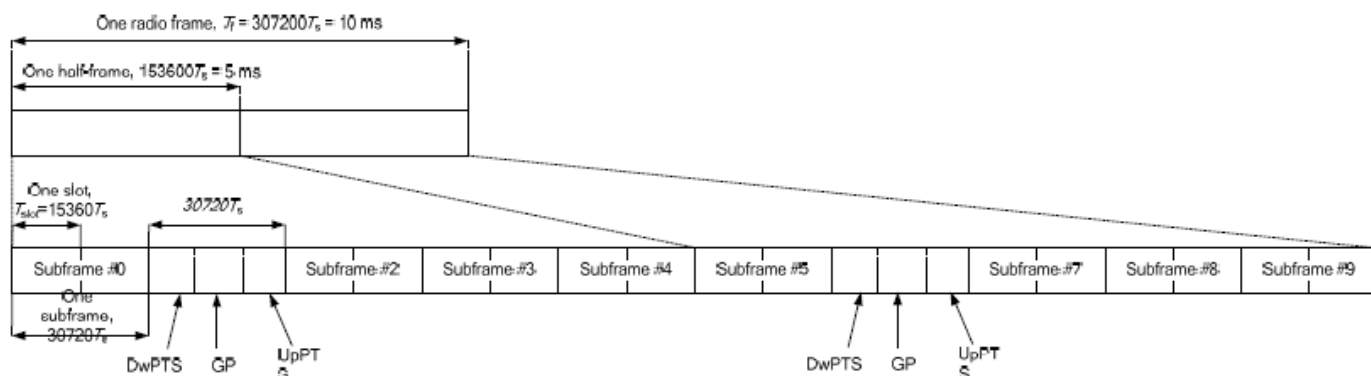 One radio frame, Tf = 307200Ts = 10 ms
One half-frame, 153600Ts = 5 ms
One slot,
Tslot=15360Ts
30720Ts
Subframe #0
Subframe #2
Subframe #3
Subframe #4
Subframe #5
Subframe #7
Subframe #8
Subframe #9
One
subframe,
30720Ts
DwPTS
GP
UpPT
S
DwPTS
GP
UpPT
S